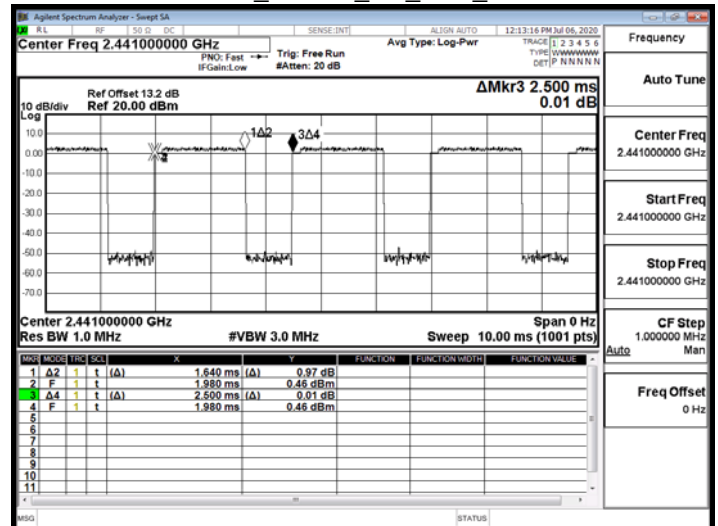 Agilent Spectrum Analyzer - Swept SA
RL RF 50 Ω DC SENSE:INT ALIGN AUTO 12:13:16 PM Jul 06, 2020
Center Freq 2.441000000 GHz
PNO: Fast
IFGain:Low
Trig: Free Run
#Atten: 20 dB
Avg Type: Log-Pwr
TRACE 1 2 3 4 5 6
TYPE WWWWWW
DET P N N N N N
Ref Offset 13.2 dB
10 dB/div Ref 20.00 dBm
Log
ΔMkr3 2.500 ms
0.01 dB
10.0
0.00
-10.0
-20.0
-30.0
-40.0
-50.0
-60.0
-70.0
1Δ2
3Δ4
Center 2.441000000 GHz Span 0 Hz
Res BW 1.0 MHz #VBW 3.0 MHz Sweep 10.00 ms (1001 pts)
MKR MODE TRC SCL X Y FUNCTION FUNCTION WIDTH FUNCTION VALUE
1 Δ2 1 t (Δ) 1.640 ms (Δ) 0.97 dB
2 F 1 t 1.980 ms 0.46 dBm
3 Δ4 1 t (Δ) 2.500 ms (Δ) 0.01 dB
4 F 1 t 1.980 ms 0.46 dBm
5
6
7
8
9
10
11
MSG STATUS
Frequency
Auto Tune
Center Freq
2.441000000 GHz
Start Freq
2.441000000 GHz
Stop Freq
2.441000000 GHz
CF Step
1.000000 MHz
Auto Man
Freq Offset
0 Hz